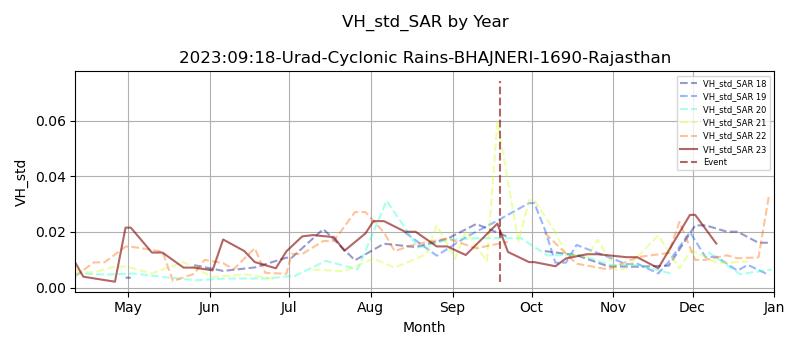 VH_std_SAR by Year
2023:09:18-Urad-Cyclonic Rains-BHAJNERI-1690-Rajasthan
VH_std
0.06
0.04
0.02
0.00
VH_std_SAR 18
VH_std_SAR 19
VH_std_SAR 20
VH_std_SAR 21
VH_std_SAR 22
VH_std_SAR 23
Event
May Jun Jul Aug Sep Oct Nov Dec Jan
Month